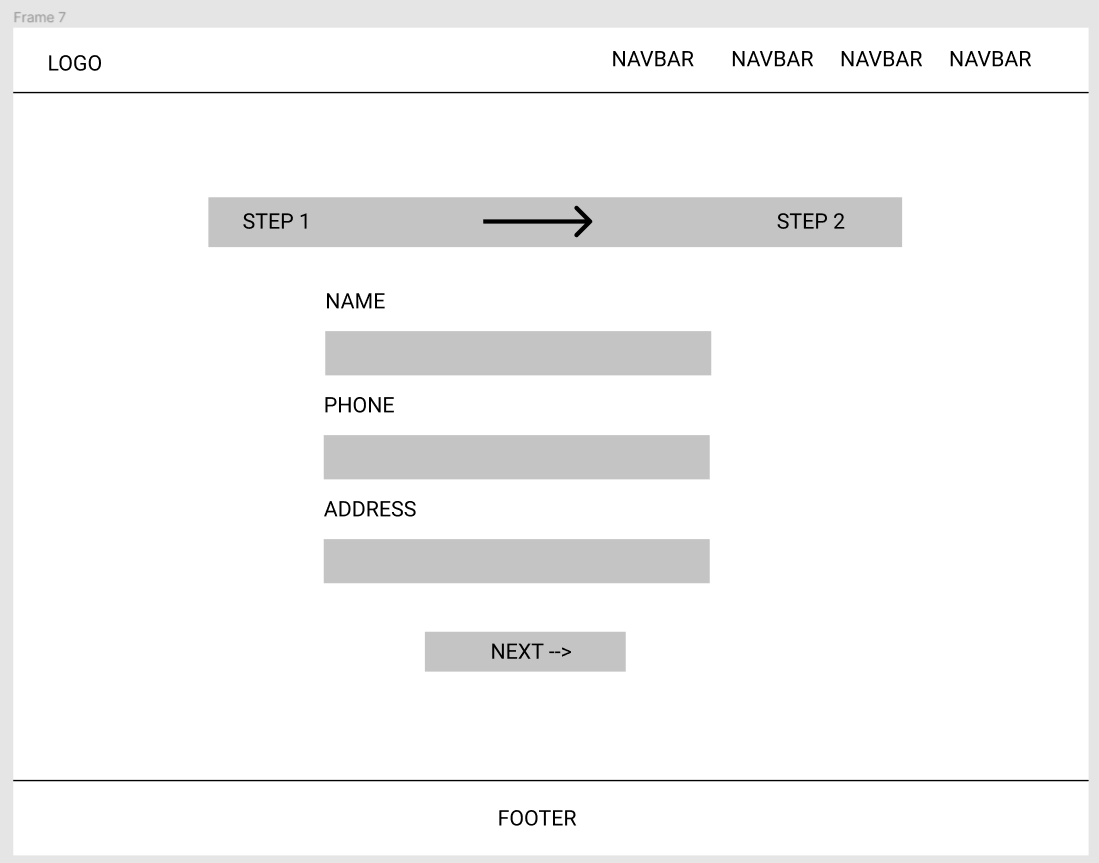 Frame 7
LOGO NAVBAR NAVBAR NAVBAR NAVBAR
STEP 1 STEP 2
NAME
PHONE
ADDRESS
NEXT -->
FOOTER